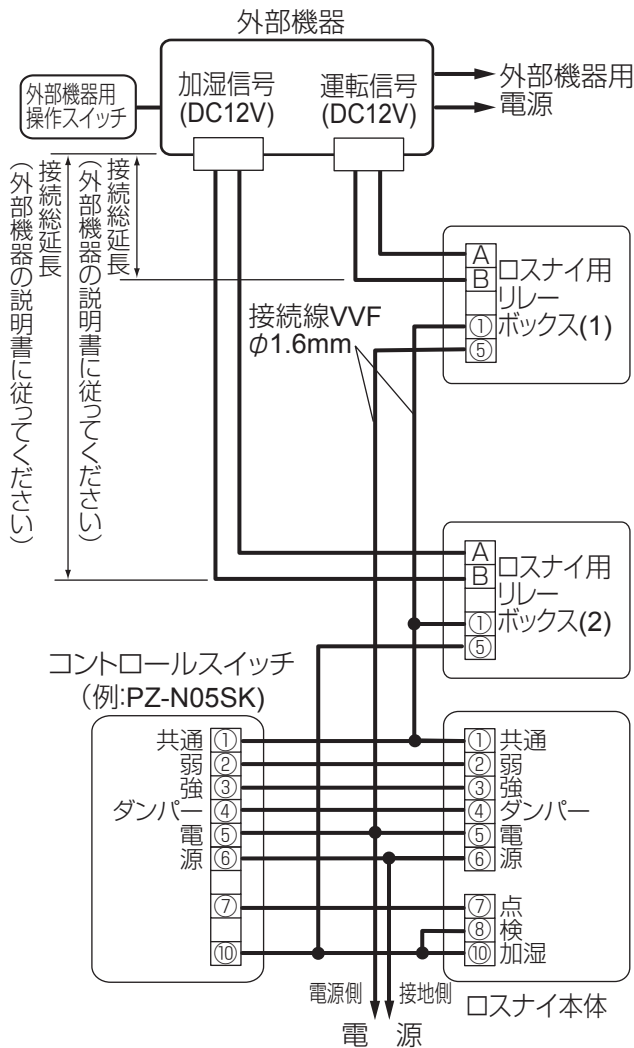 外部機器
外部機器用
操作スイッチ
加湿信号
(DC12V)
運転信号
(DC12V)
外部機器用
電源
接続総延長
(外部機器の説明書に従ってください)
接続総延長
(外部機器の説明書に従ってください)
接続線VVF
φ1.6mm
A
B
①
⑤
ロスナイ用
リレー
ボックス(1)
A
B
①
⑤
ロスナイ用
リレー
ボックス(2)
コントロールスイッチ
(例:PZ-N05SK)
共通 ①
弱 ②
強 ③
ダンパー ④
電 ⑤
源 ⑥
⑦
⑩
① 共通
② 弱
③ 強
④ ダンパー
⑤ 電
⑥ 源
⑦ 点
⑧ 検
⑩ 加湿
ロスナイ本体
電源側
接地側
電 源